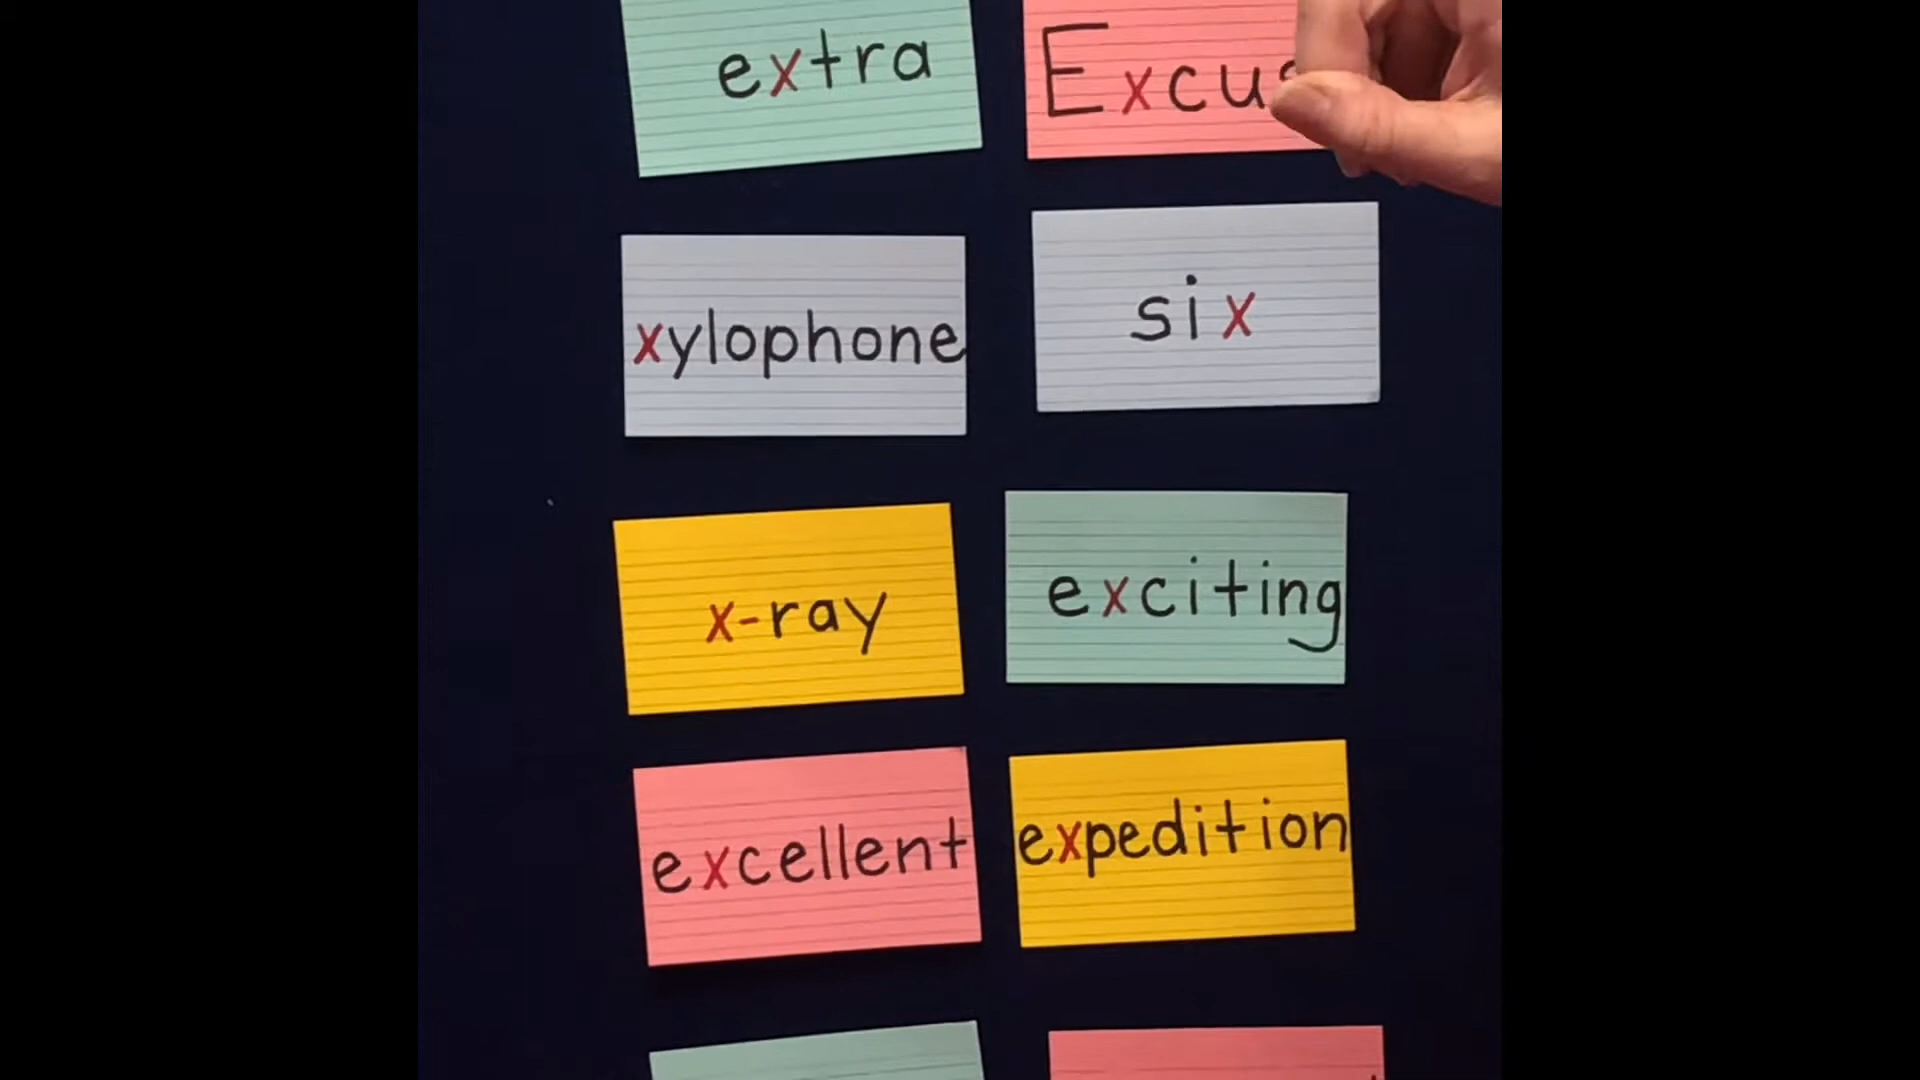 extra
xylophone
six
x-ray
exciting
excellent
expedition